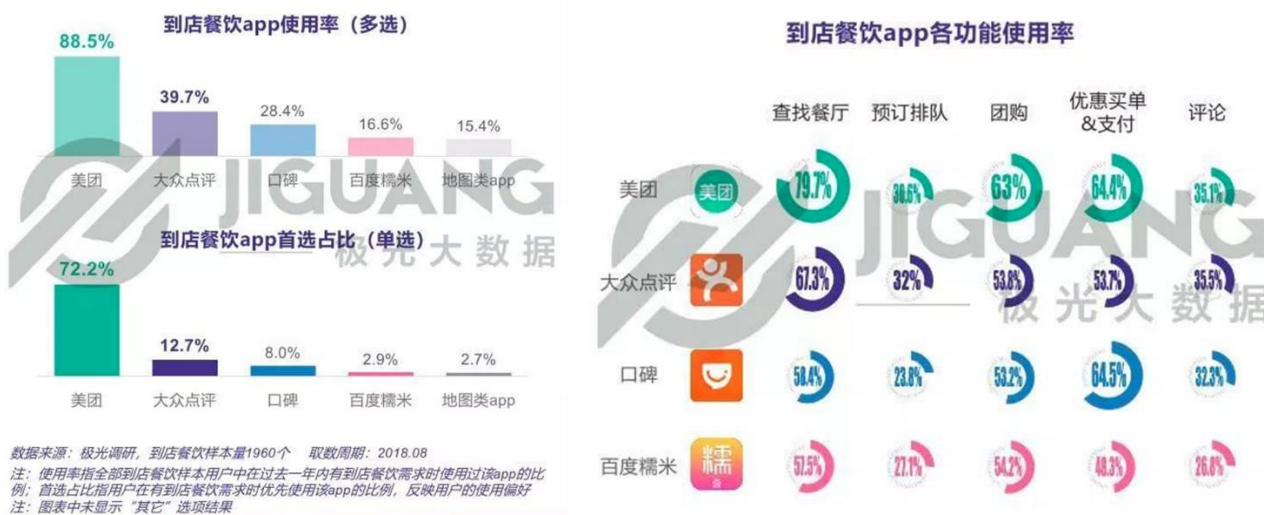 到店餐饮app使用率（多选）
88.5%
39.7%
28.4%
16.6%
15.4%
美团
大众点评
口碑
百度糯米
地图类app
JIGUANG
极光大数据
到店餐饮app首选占比（单选）
72.2%
12.7%
8.0%
2.9%
2.7%
美团
大众点评
口碑
百度糯米
地图类app
数据来源：极光调研，到店餐饮样本量1960个 取数周期：2018.08
注：使用率指全部到店餐饮样本用户中在过去一年内有到店餐饮需求时使用过该app的比
例；首选占比指用户在有到店餐饮需求时优先使用该app的比例，反映用户的使用偏好
注：图表中未显示“其它”选项结果
到店餐饮app各功能使用率
查找餐厅
预订排队
团购
优惠买单
&支付
评论
美团
美团
79.7%
30.6%
63%
64.4%
35.1%
JIGUANG
极光大数据
大众点评
67.3%
32%
53.8%
53.7%
35.5%
口碑
58.4%
23.8%
53.2%
64.5%
32.3%
百度糯米
糯
57.5%
27.1%
54.2%
48.3%
26.8%